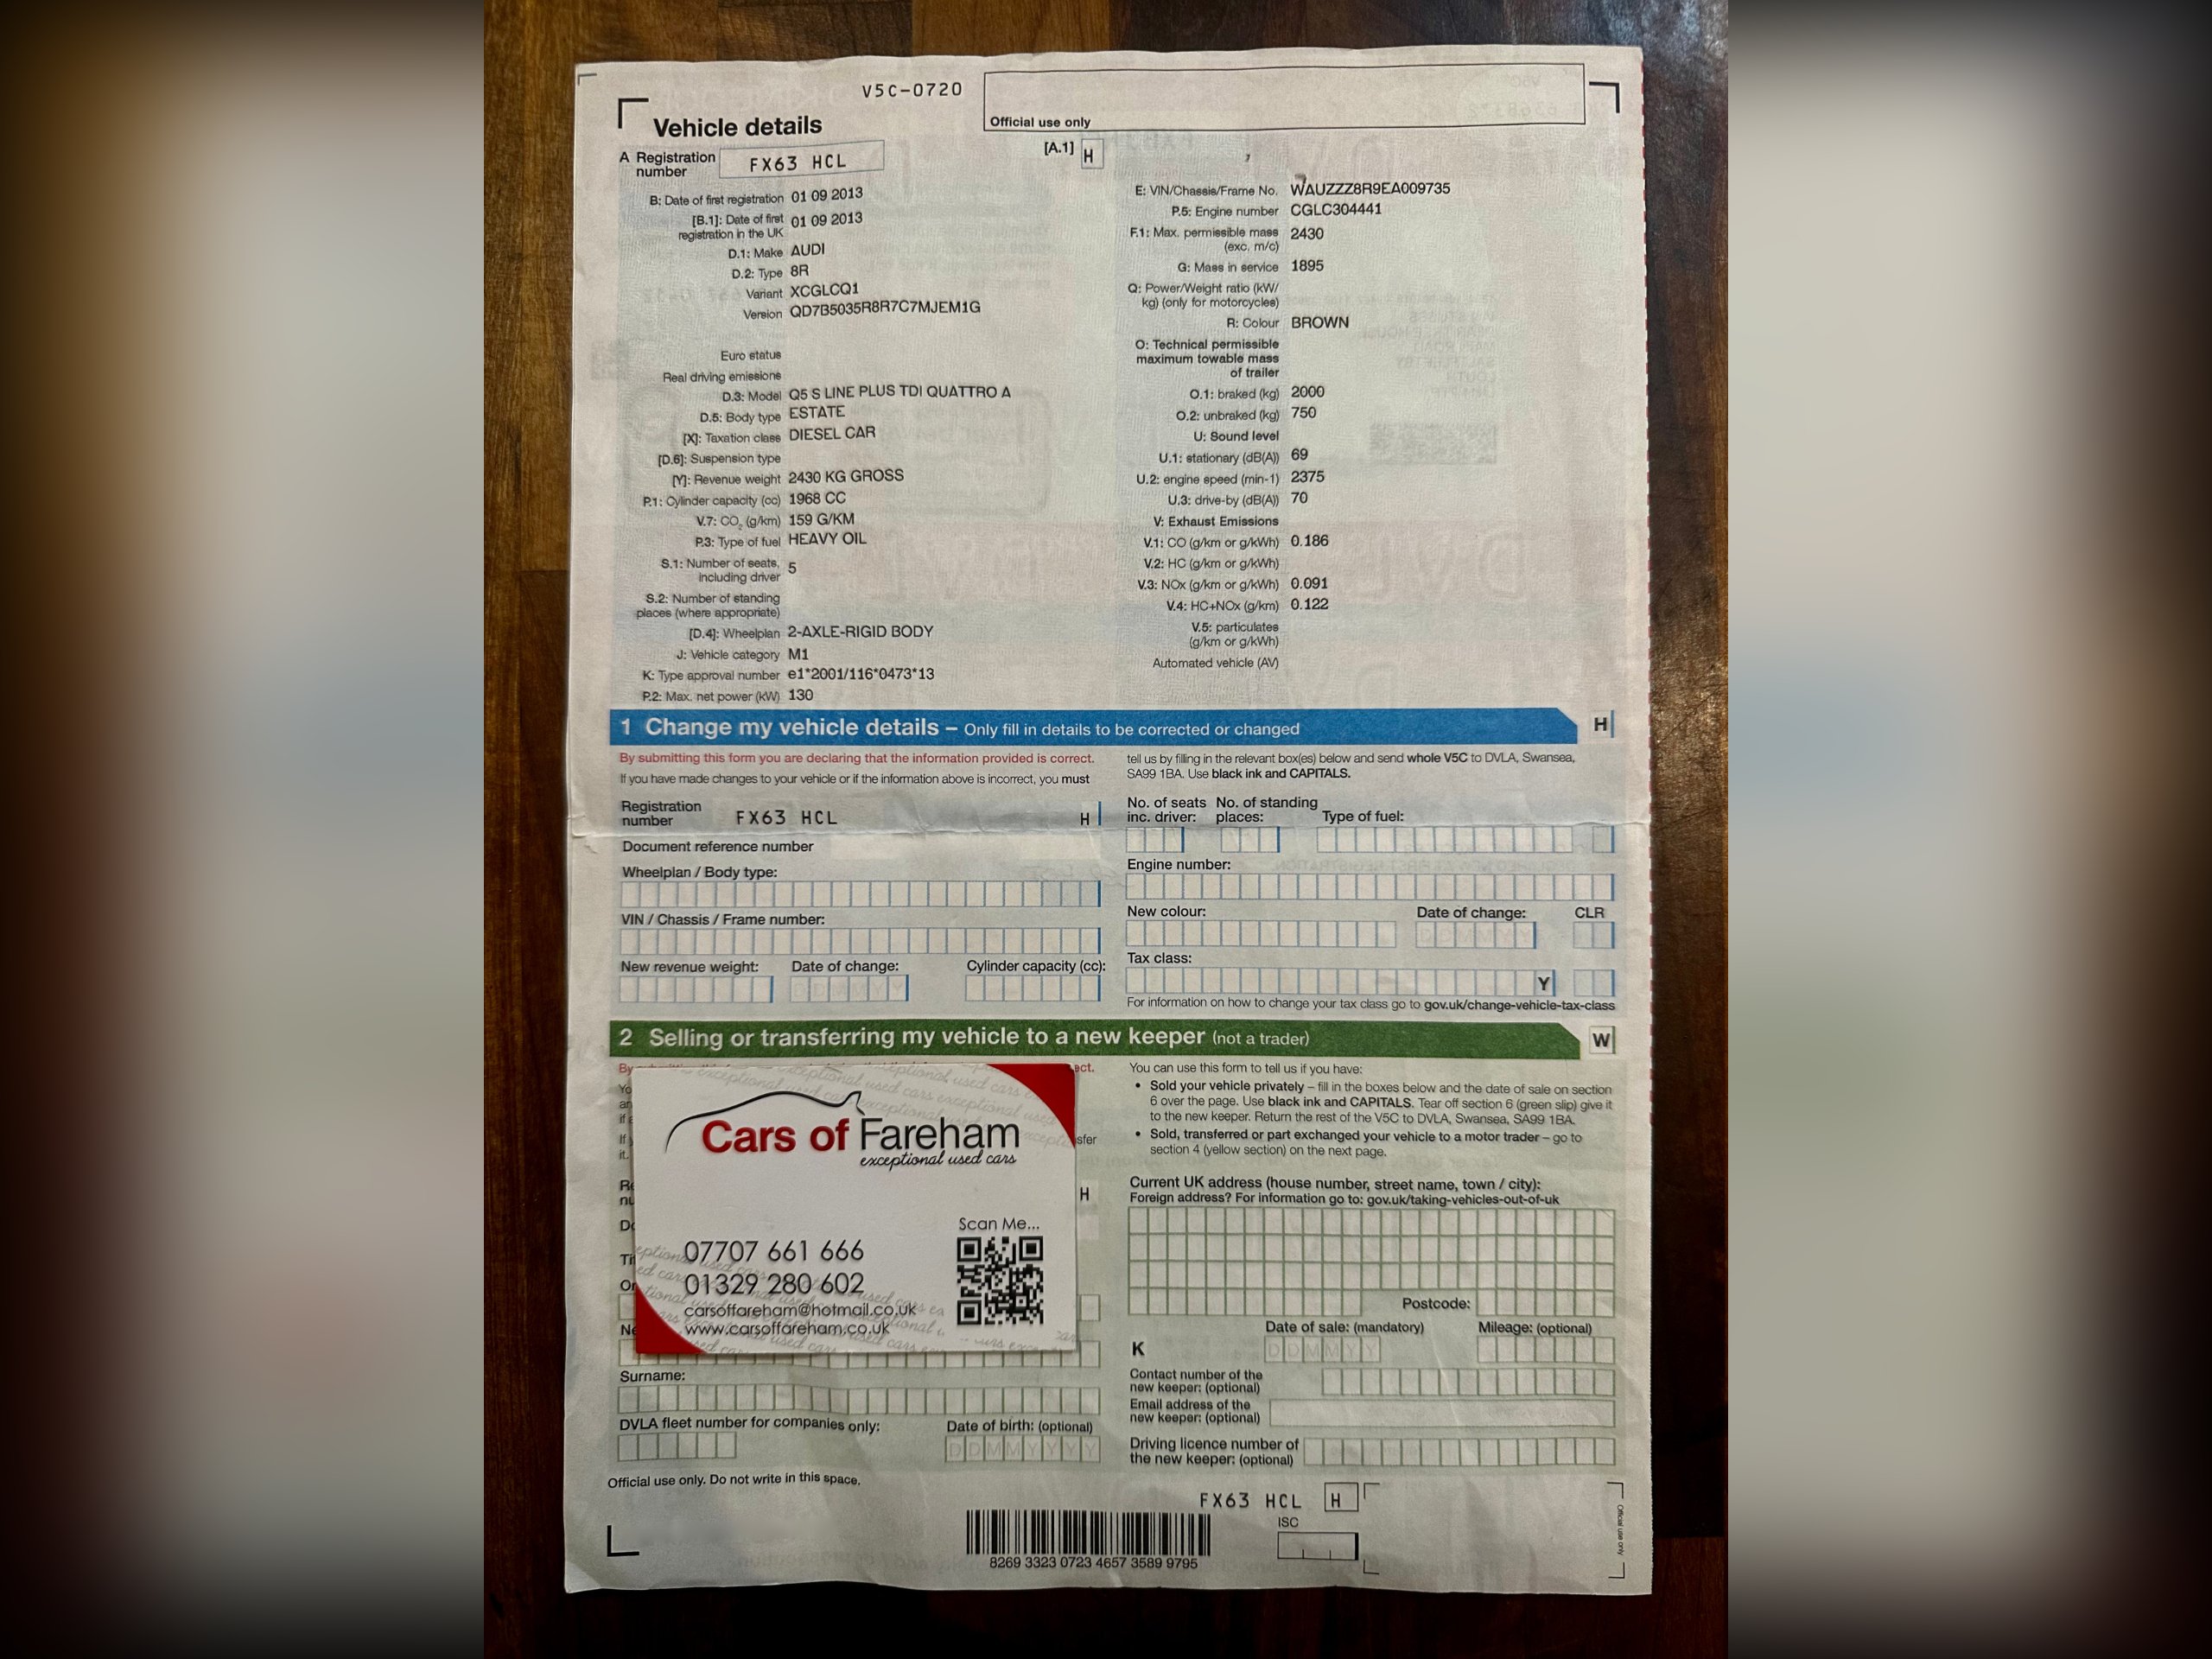 V5C-0720
Official use only
Vehicle details
A Registration number FX63 HCL
[A.1] H
B: Date of first registration 01 09 2013
[B.1]: Date of first registration in the UK 01 09 2013
D.1: Make AUDI
D.2: Type 8R
Variant XCGLCQ1
Version QD7B5035R8R7C7MJEM1G
Euro status
Real driving emissions
D.3: Model Q5 S LINE PLUS TDI QUATTRO A
D.5: Body type ESTATE
[X]: Taxation class DIESEL CAR
[D.6]: Suspension type
[Y]: Revenue weight 2430 KG GROSS
P.1: Cylinder capacity (cc) 1968 CC
V.7: CO₂ (g/km) 159 G/KM
P.3: Type of fuel HEAVY OIL
S.1: Number of seats, including driver 5
S.2: Number of standing places (where appropriate)
[D.4]: Wheelplan 2-AXLE-RIGID BODY
J: Vehicle category M1
K: Type approval number e1*2001/116*0473*13
P.2: Max. net power (kW) 130
E: VIN/Chassis/Frame No. WAUZZZ8R9EA009735
P.5: Engine number CGLC304441
F.1: Max. permissible mass (exc. m/c) 2430
G: Mass in service 1895
Q: Power/Weight ratio (kW/kg) (only for motorcycles)
R: Colour BROWN
O: Technical permissible maximum towable mass of trailer
O.1: braked (kg) 2000
O.2: unbraked (kg) 750
U: Sound level
U.1: stationary (dB(A)) 69
U.2: engine speed (min-1) 2375
U.3: drive-by (dB(A)) 70
V: Exhaust Emissions
V.1: CO (g/km or g/kWh) 0.186
V.2: HC (g/km or g/kWh)
V.3: NOx (g/km or g/kWh) 0.091
V.4: HC+NOx (g/km) 0.122
V.5: particulates (g/km or g/kWh)
Automated vehicle (AV)
1 Change my vehicle details – Only fill in details to be corrected or changed H
By submitting this form you are declaring that the information provided is correct.
If you have made changes to your vehicle or if the information above is incorrect, you must
tell us by filling in the relevant box(es) below and send whole V5C to DVLA, Swansea,
SA99 1BA. Use black ink and CAPITALS.
Registration number FX63 HCL H
Document reference number
Wheelplan / Body type:
VIN / Chassis / Frame number:
New revenue weight: Date of change: Cylinder capacity (cc):
DDMMYY
No. of seats inc. driver: No. of standing places: Type of fuel:
Engine number:
New colour: Date of change: CLR
DDMMYY
Tax class:
Y
For information on how to change your tax class go to gov.uk/change-vehicle-tax-class
2 Selling or transferring my vehicle to a new keeper (not a trader) W
Cars of Fareham
exceptional used cars
Scan Me...
07707 661 666
01329 280 602
carsoffareham@hotmail.co.uk
www.carsoffareham.co.uk
H
Surname:
DVLA fleet number for companies only: Date of birth: (optional)
DDMMYYYY
You can use this form to tell us if you have:
• Sold your vehicle privately – fill in the boxes below and the date of sale on section
6 over the page. Use black ink and CAPITALS. Tear off section 6 (green slip) give it
to the new keeper. Return the rest of the V5C to DVLA, Swansea, SA99 1BA.
• Sold, transferred or part exchanged your vehicle to a motor trader – go to
section 4 (yellow section) on the next page.
Current UK address (house number, street name, town / city):
Foreign address? For information go to: gov.uk/taking-vehicles-out-of-uk
Postcode:
Date of sale: (mandatory) Mileage: (optional)
K DDMMYY
Contact number of the new keeper: (optional)
Email address of the new keeper: (optional)
Driving licence number of the new keeper: (optional)
Official use only. Do not write in this space.
FX63 HCL H
ISC
8269 3323 0723 4657 3589 9795
Official use only